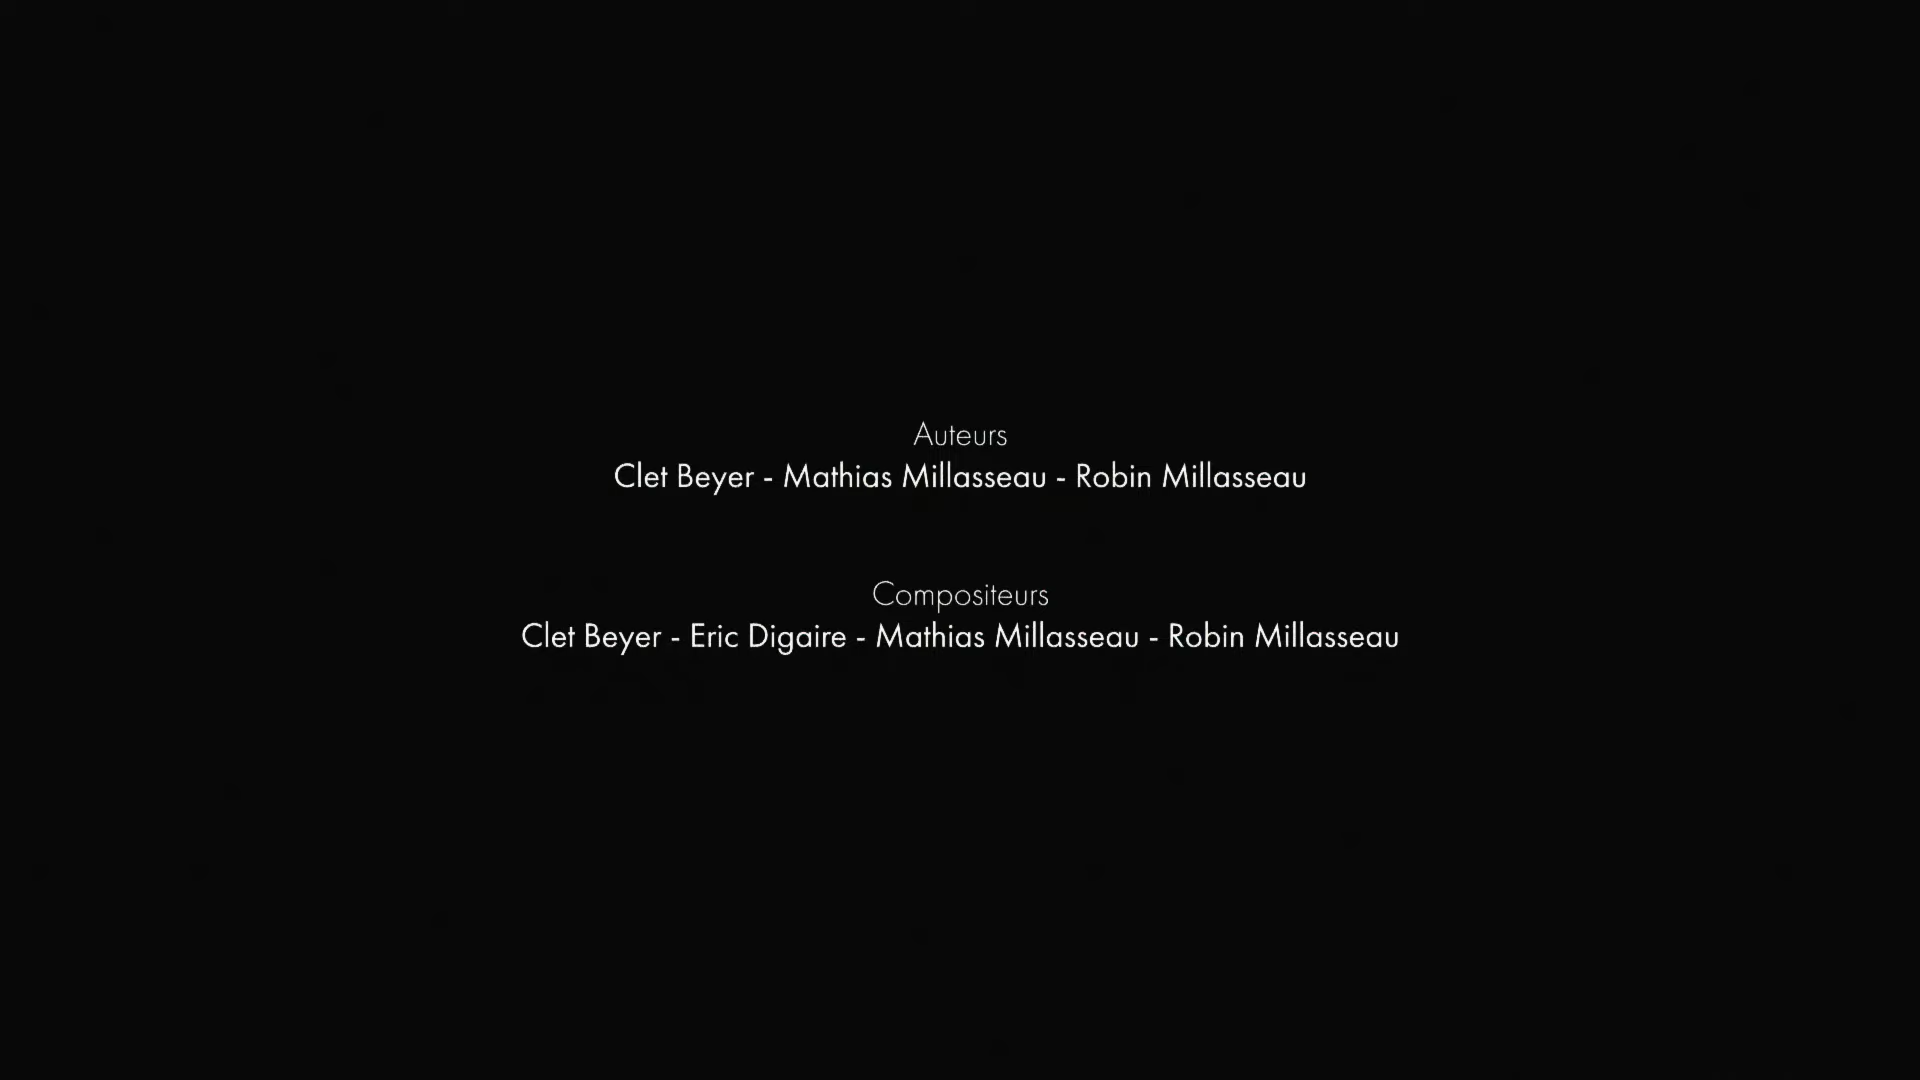 Auteurs
Clet Beyer - Mathias Millasseau - Robin Millasseau
Compositeurs
Clet Beyer - Eric Digaire - Mathias Millasseau - Robin Millasseau